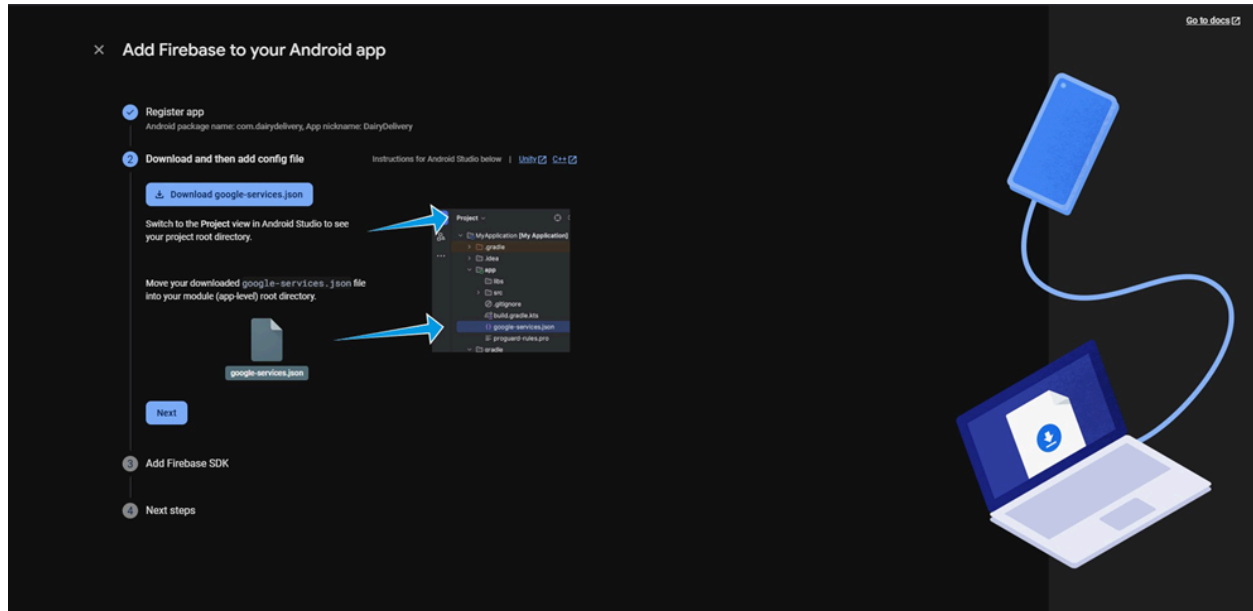 Go to docs
Add Firebase to your Android app
Register app
Android package name: com.dairydelivery, App nickname: DairyDelivery
2 Download and then add config file
Instructions for Android Studio below | Unity C++
Download google-services.json
Switch to the Project view in Android Studio to see
your project root directory.
Move your downloaded google-services.json file
into your module (app-level) root directory.
google-services.json
Project
MyApplication [My Application]
.gradle
.idea
app
libs
src
.gitignore
build.gradle.kts
google-services.json
proguard-rules.pro
gradle
Next
3 Add Firebase SDK
4 Next steps